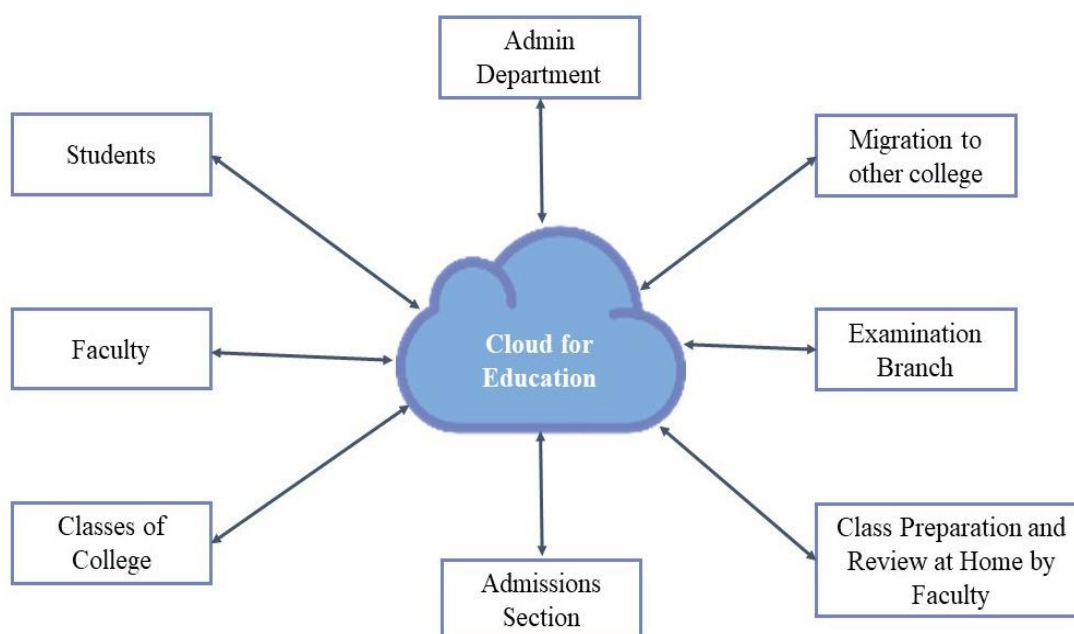 Admin
Department
Students
Migration to
other college
Faculty
Cloud for
Education
Examination
Branch
Classes of
College
Admissions
Section
Class Preparation and
Review at Home by
Faculty